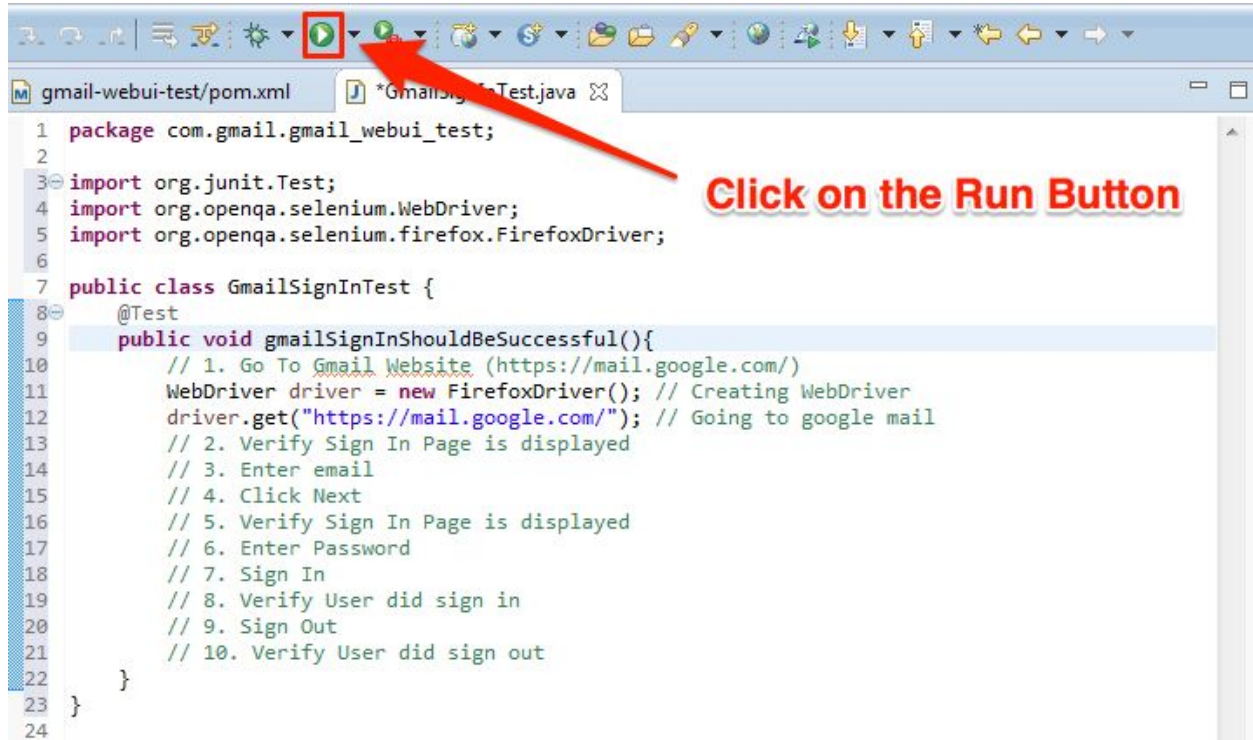 gmail-webui-test/pom.xml
*GmailSignInTest.java
1 package com.gmail.gmail_webui_test;
2
3 import org.junit.Test;
4 import org.openqa.selenium.WebDriver;
5 import org.openqa.selenium.firefox.FirefoxDriver;
6
7 public class GmailSignInTest {
8     @Test
9     public void gmailSignInShouldBeSuccessful(){
10         // 1. Go To Gmail Website (https://mail.google.com/)
11         WebDriver driver = new FirefoxDriver(); // Creating WebDriver
12         driver.get("https://mail.google.com/"); // Going to google mail
13         // 2. Verify Sign In Page is displayed
14         // 3. Enter email
15         // 4. Click Next
16         // 5. Verify Sign In Page is displayed
17         // 6. Enter Password
18         // 7. Sign In
19         // 8. Verify User did sign in
20         // 9. Sign Out
21         // 10. Verify User did sign out
22     }
23 }
24
Click on the Run Button